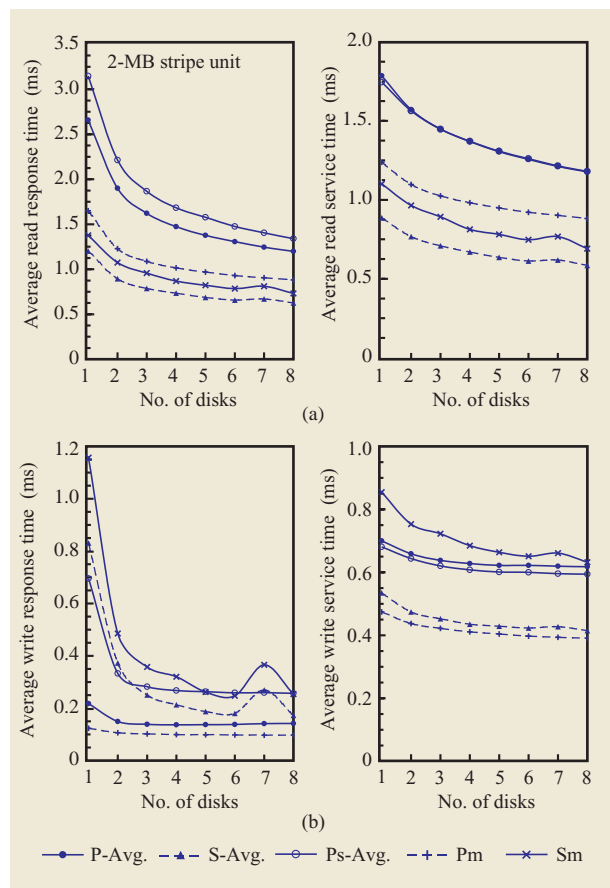 3.5
3.0
2.5
2.0
1.5
1.0
0.5
0
Average read response time (ms)
2-MB stripe unit
1 2 3 4 5 6 7 8
No. of disks
2.0
1.5
1.0
0.5
0
Average read service time (ms)
1 2 3 4 5 6 7 8
No. of disks
(a)
1.2
1.0
0.8
0.6
0.4
0.2
0
Average write response time (ms)
1 2 3 4 5 6 7 8
No. of disks
1.0
0.8
0.6
0.4
0.2
0
Average write service time (ms)
1 2 3 4 5 6 7 8
No. of disks
(b)
P-Avg. S-Avg. Ps-Avg. Pm Sm